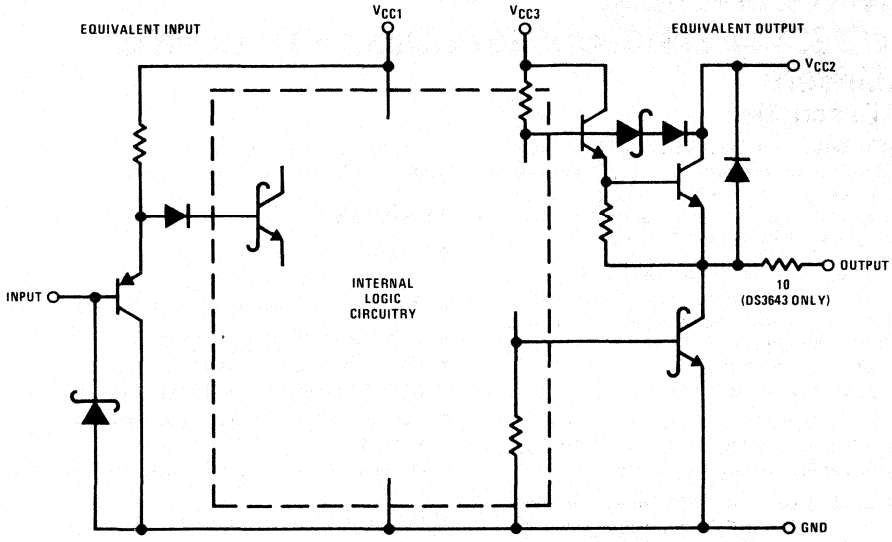 EQUIVALENT INPUT
VCC1
VCC3
EQUIVALENT OUTPUT
VCC2
INPUT
INTERNAL
LOGIC
CIRCUITRY
OUTPUT
10
(DS3643 ONLY)
GND